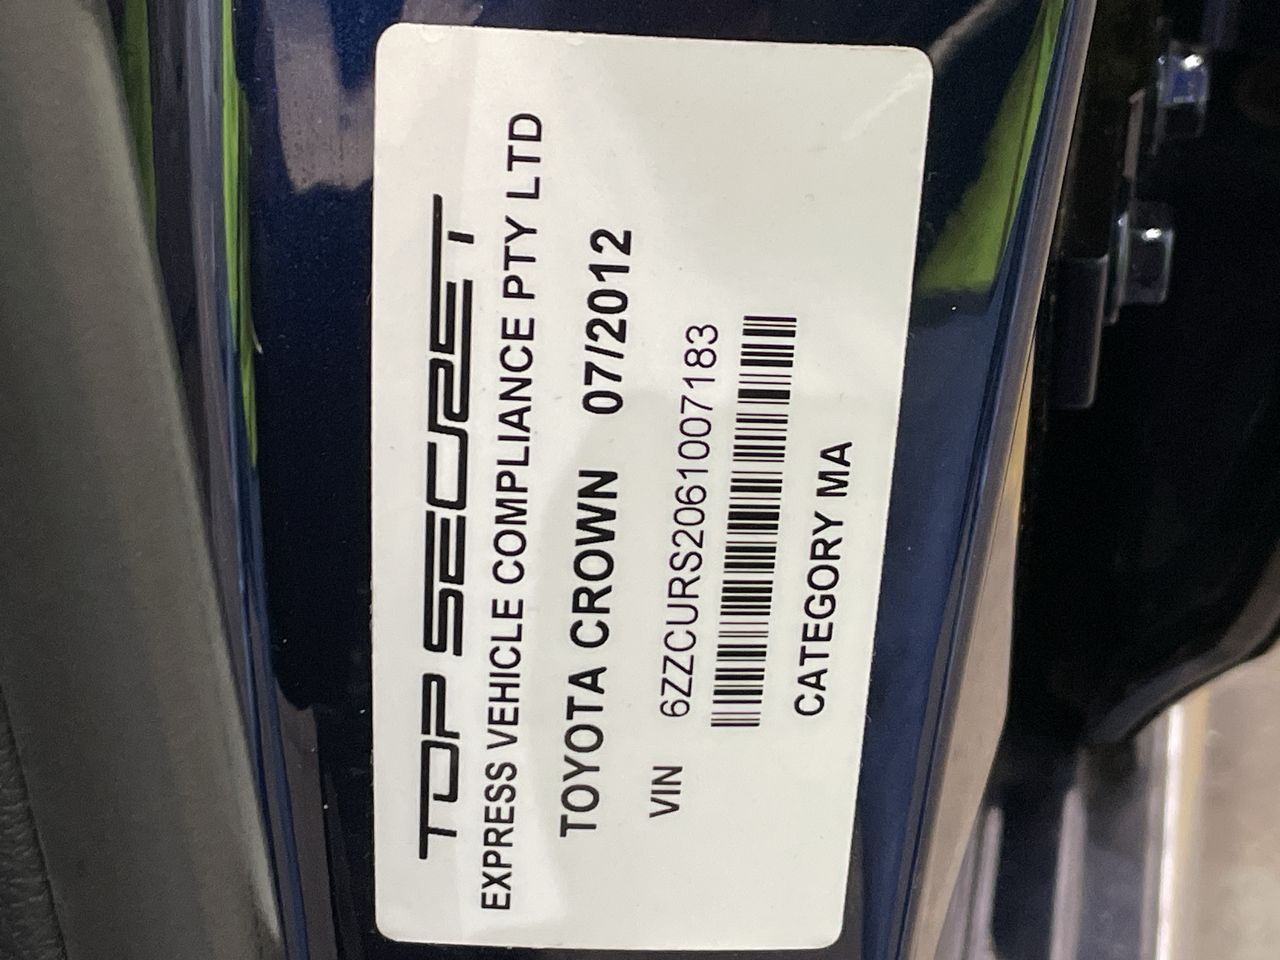 TOP SECRET
EXPRESS VEHICLE COMPLIANCE PTY LTD
TOYOTA CROWN 07/2012
VIN 6ZZCURS2061007183
CATEGORY MA